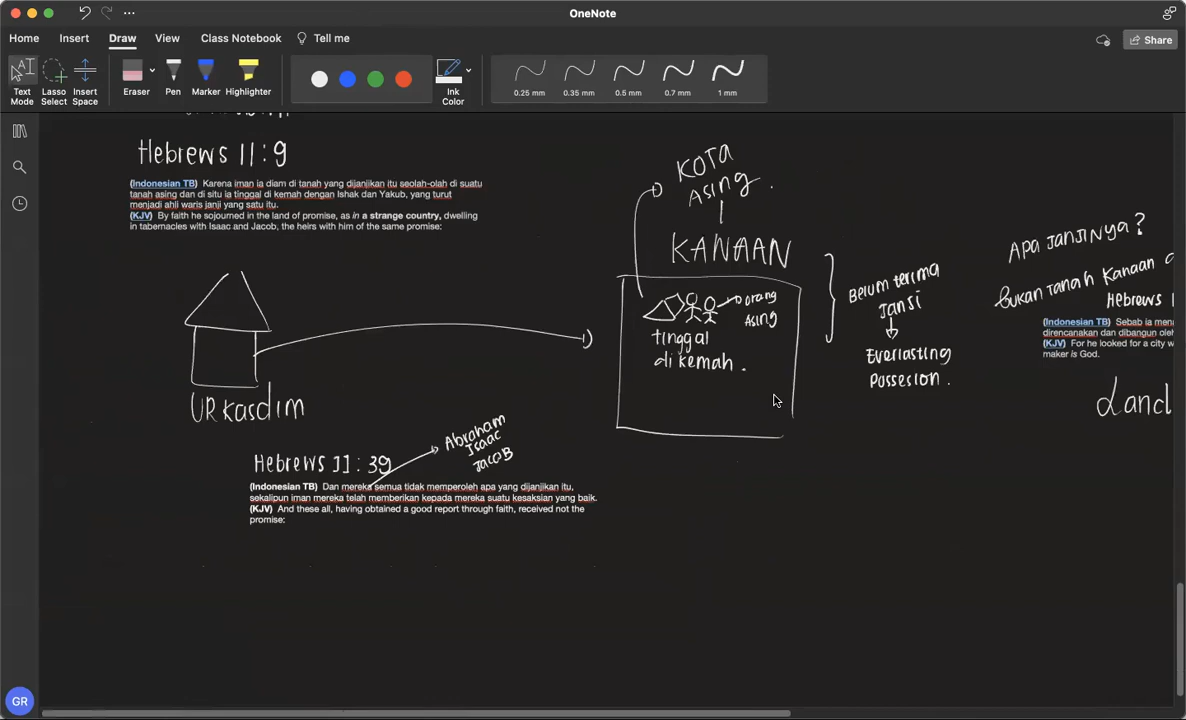 OneNote
Home
Insert
Draw
View
Class Notebook
Tell me
Share
Text
Mode
Lasso
Select
Insert
Space
Eraser
Pen
Marker
Highlighter
Ink
Color
0.25 mm
0.35 mm
0.5 mm
0.7 mm
1 mm
Hebrews 11:9
(Indonesian TB) Karena iman ia diam di tanah yang dijanjikan itu seolah-olah di suatu
tanah asing dan di situ ia tinggal di kemah dengan Ishak dan Yakub, yang turut
menjadi ahli waris janji yang satu itu.
(KJV) By faith he sojourned in the land of promise, as in a strange country, dwelling
in tabernacles with Isaac and Jacob, the heirs with him of the same promise:
KOTA
Asing.
KANAAN
orang
Asing
tinggal
di kemah.
UR kasdim
Belum terima
Janji
Everlasting
Possesion.
Apa JanJinya?
bukan Tanah Kanaan
Hebrews
(Indonesian TB) Sebab ia mena
direncanakan dan dibangun oleh
(KJV) For he looked for a city w
maker is God.
Land
Abraham
Isaac
Jacob
Hebrews 11:39
(Indonesian TB) Dan mereka semua tidak memperoleh apa yang dijanjikan itu,
sekalipun iman mereka telah memberikan kepada mereka suatu kesaksian yang baik.
(KJV) And these all, having obtained a good report through faith, received not the
promise:
GR